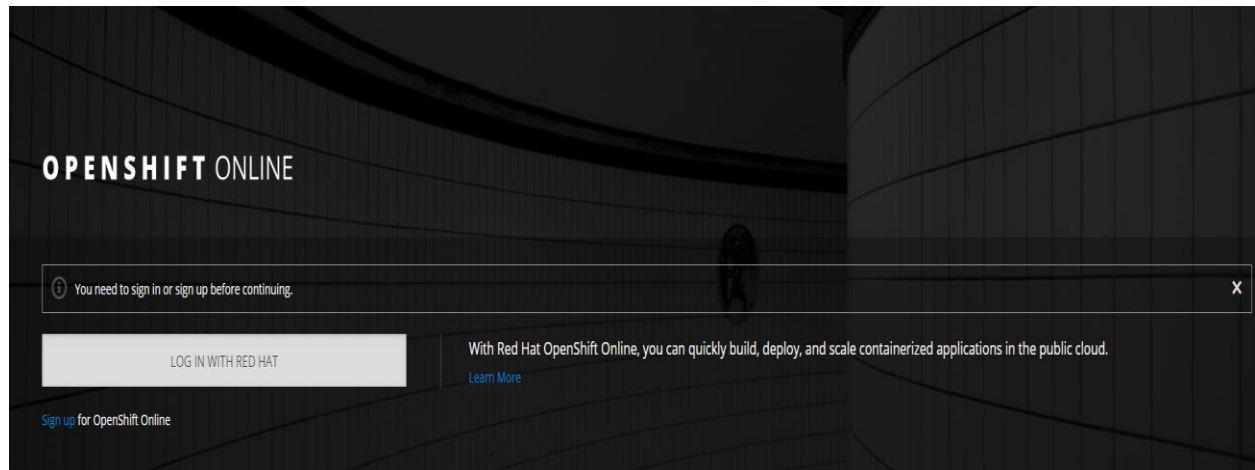 OPENSHIFT ONLINE
You need to sign in or sign up before continuing.
X
LOG IN WITH RED HAT
With Red Hat OpenShift Online, you can quickly build, deploy, and scale containerized applications in the public cloud.
Learn More
Sign up for OpenShift Online